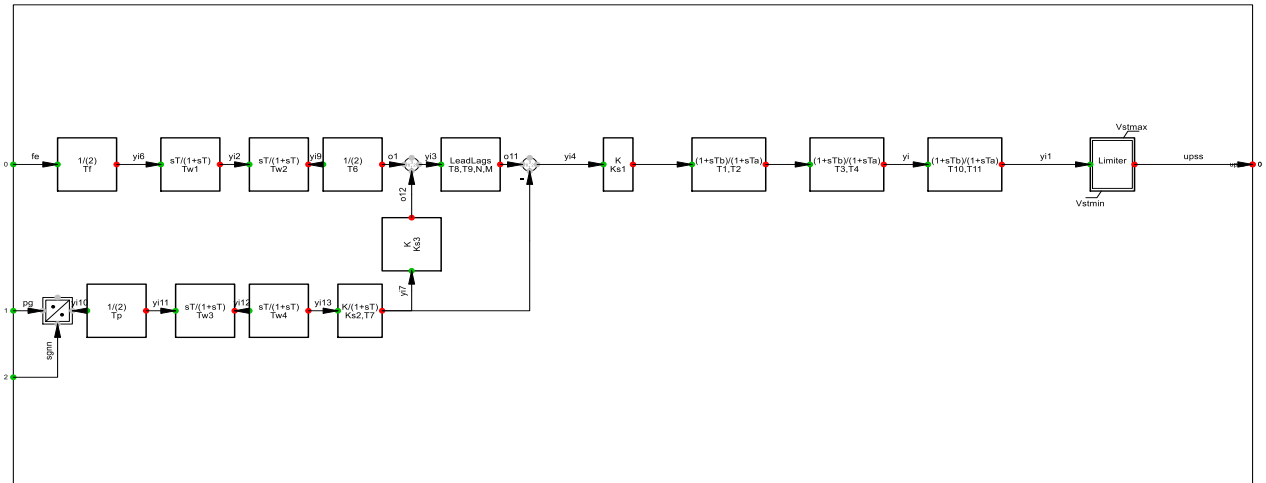 Vstmax
0 fe yi6 yi2 yi9 o1 yi3 o11 yi4 yi yi1 upss 0
1/(2)
Tf
sT/(1+sT)
Tw1
sT/(1+sT)
Tw2
1/(2)
T6
LeadLags
T8,T9,N,M
K
Ks1
(1+sTb)/(1+sTa)
T1,T2
(1+sTb)/(1+sTa)
T3,T4
(1+sTb)/(1+sTa)
T10,T11
Limiter
Vstmin
-
o12
K
Ks3
yi7
1 pg yi10 yi11 yi12 yi13
1/(2)
Tp
sT/(1+sT)
Tw3
sT/(1+sT)
Tw4
K/(1+sT)
Ks2,T7
sgnn
2